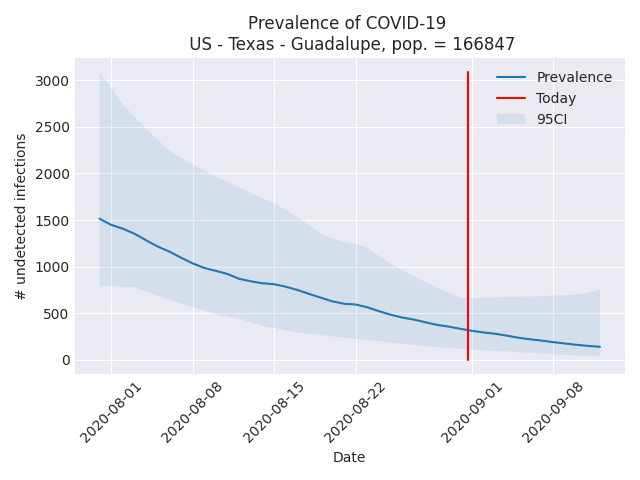 Prevalence of COVID-19
US - Texas - Guadalupe, pop. = 166847
Prevalence
Today
95CI
# undetected infections
3000
2500
2000
1500
1000
500
0
2020-08-01
2020-08-08
2020-08-15
2020-08-22
2020-09-01
2020-09-08
Date